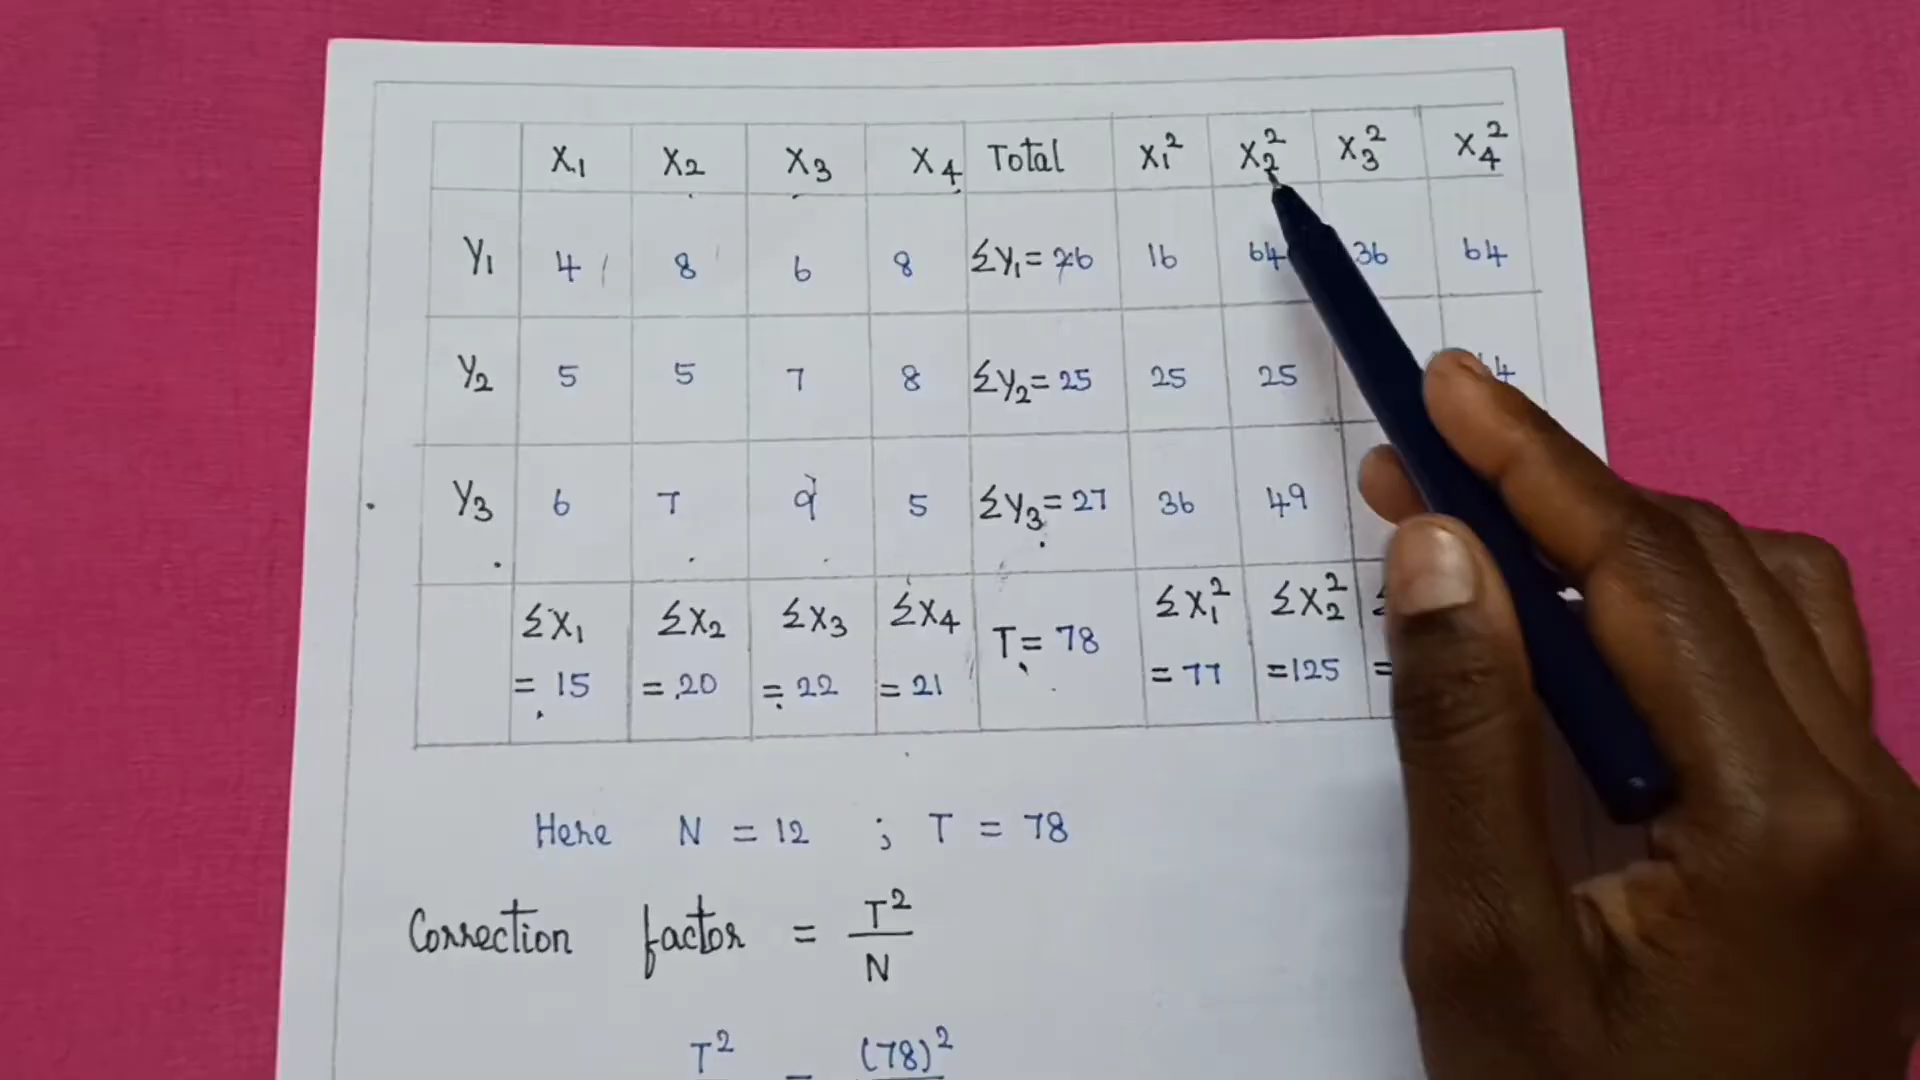 X₁ X₂ X₃ X₄ Total X₁² X₂² X₃² X₄²
Y₁ 4 8 6 8 ΣY₁ = 26 16 64 36 64
Y₂ 5 5 7 8 ΣY₂ = 25 25 25
Y₃ 6 7 9 5 ΣY₃ = 27 36 49
ΣX₁ ΣX₂ ΣX₃ ΣX₄ T = 78 ΣX₁² ΣX₂²
= 15 = 20 = 22 = 21 = 77 = 125 =
Here N = 12 ; T = 78
Correction factor = T²
N
T² = (78)²